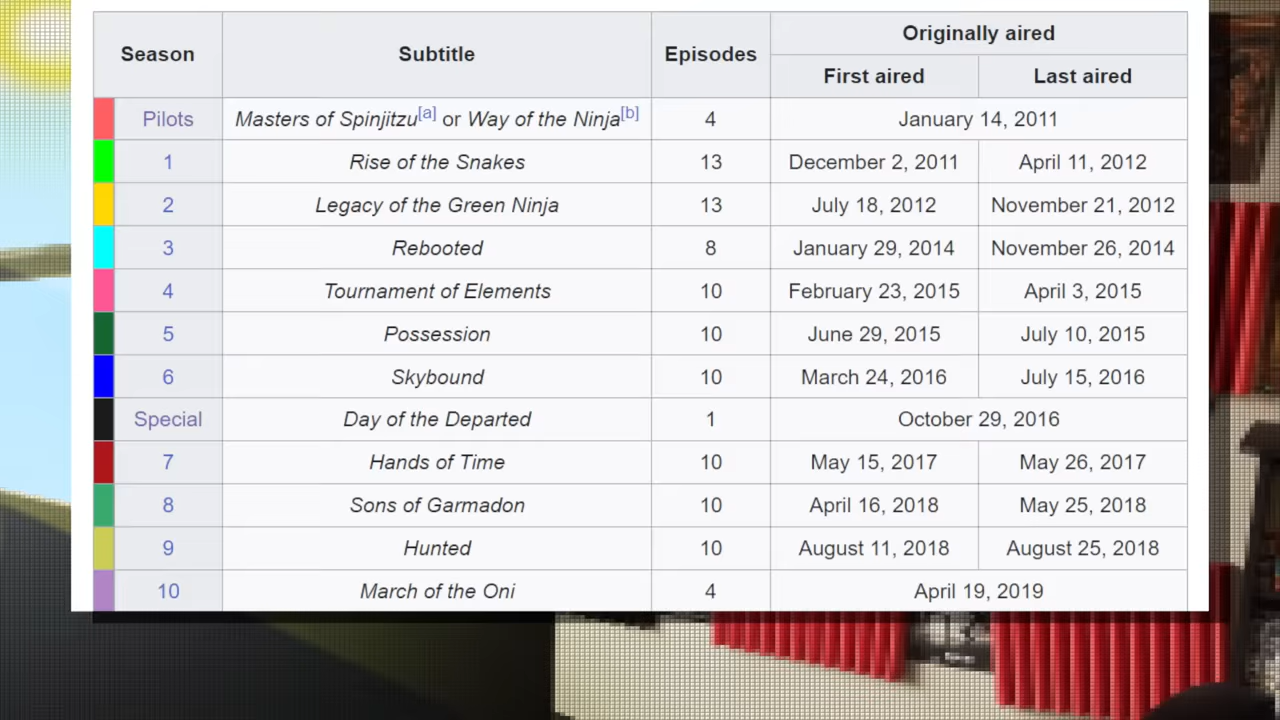 Season Subtitle Episodes Originally aired
First aired Last aired
Pilots Masters of Spinjitzu[a] or Way of the Ninja[b] 4 January 14, 2011
1 Rise of the Snakes 13 December 2, 2011 April 11, 2012
2 Legacy of the Green Ninja 13 July 18, 2012 November 21, 2012
3 Rebooted 8 January 29, 2014 November 26, 2014
4 Tournament of Elements 10 February 23, 2015 April 3, 2015
5 Possession 10 June 29, 2015 July 10, 2015
6 Skybound 10 March 24, 2016 July 15, 2016
Special Day of the Departed 1 October 29, 2016
7 Hands of Time 10 May 15, 2017 May 26, 2017
8 Sons of Garmadon 10 April 16, 2018 May 25, 2018
9 Hunted 10 August 11, 2018 August 25, 2018
10 March of the Oni 4 April 19, 2019